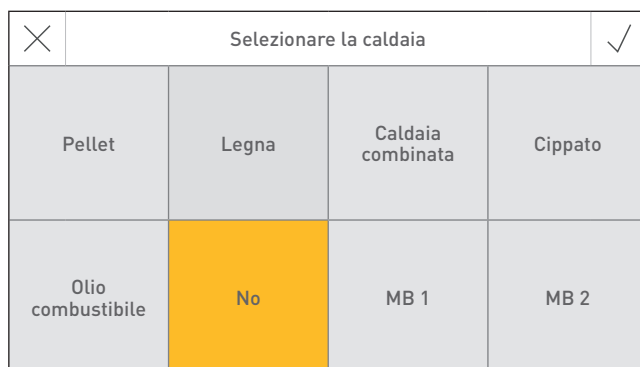 Selezionare la caldaia
Pellet
Legna
Caldaia
combinata
Cippato
Olio
combustibile
No
MB 1
MB 2